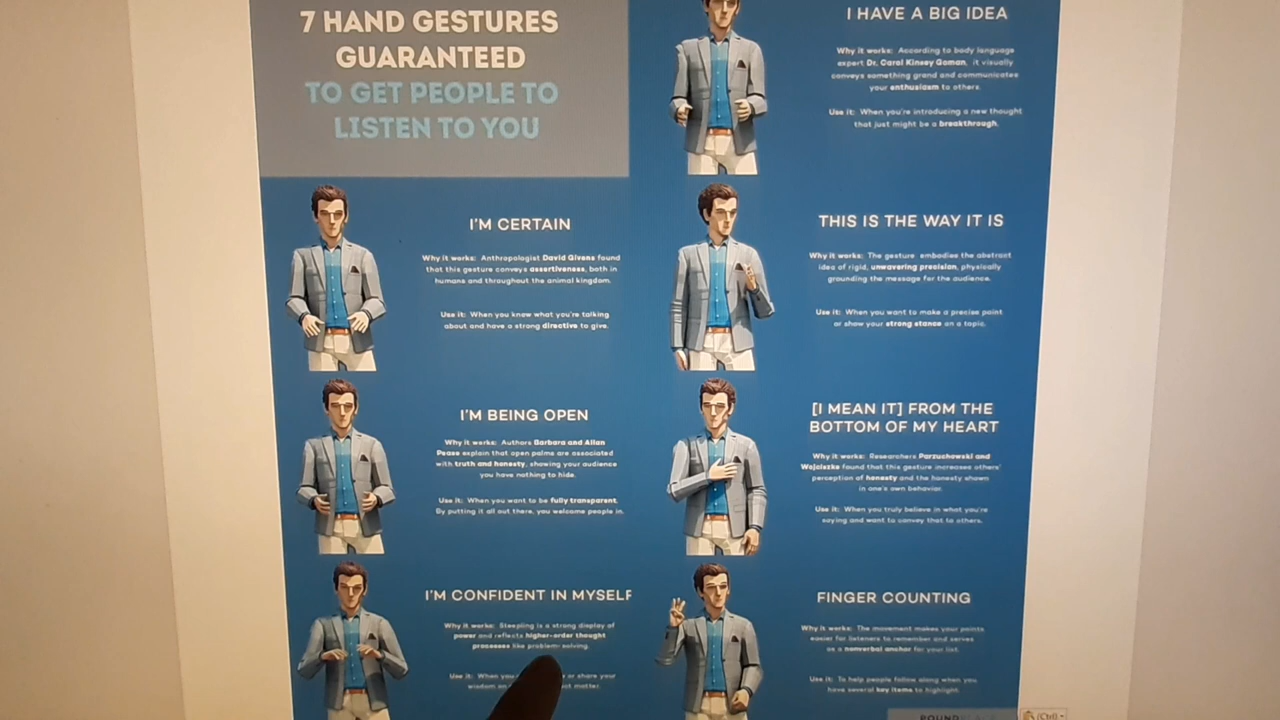 7 HAND GESTURES
GUARANTEED
TO GET PEOPLE TO
LISTEN TO YOU
I HAVE A BIG IDEA
Why it works: According to body language
expert Dr. Carol Kinsey Goman, it visually
conveys something grand and communicates
your enthusiasm to others.
Use it: When you're introducing a new thought
that just might be a breakthrough.
I'M CERTAIN
Why it works: Anthropologist David Givens found
that this gesture conveys assertiveness, both in
humans and throughout the animal kingdom.
Use it: When you know what you're talking
about and have a strong directive to give.
THIS IS THE WAY IT IS
Why it works: The gesture embodies the abstract
idea of rigid, unwavering precision, physically
grounding the message for the audience.
Use it: When you want to make a precise point
or show your strong stance on a topic.
I'M BEING OPEN
Why it works: Authors Barbara and Allan
Pease explain that open palms are associated
with truth and honesty, showing your audience
you have nothing to hide.
Use it: When you want to be fully transparent.
By putting it all out there, you welcome people in.
[I MEAN IT] FROM THE
BOTTOM OF MY HEART
Why it works: Researchers Parzuchowski and
Wojciszke found that this gesture increases others'
perception of honesty and the honesty shown
in one's own behavior.
Use it: When you truly believe in what you're
saying and want to convey that to others.
I'M CONFIDENT IN MYSELF
Why it works: Steepling is a strong display of
power and reflects higher-order thought
processes like problem solving.
Use it: When you or share your
wisdom on matter.
FINGER COUNTING
Why it works: The movement makes your points
easier for listeners to remember and serves
as a nonverbal anchor for your list.
Use it: To help people follow along when you
have several key items to highlight.
(Ctrl)